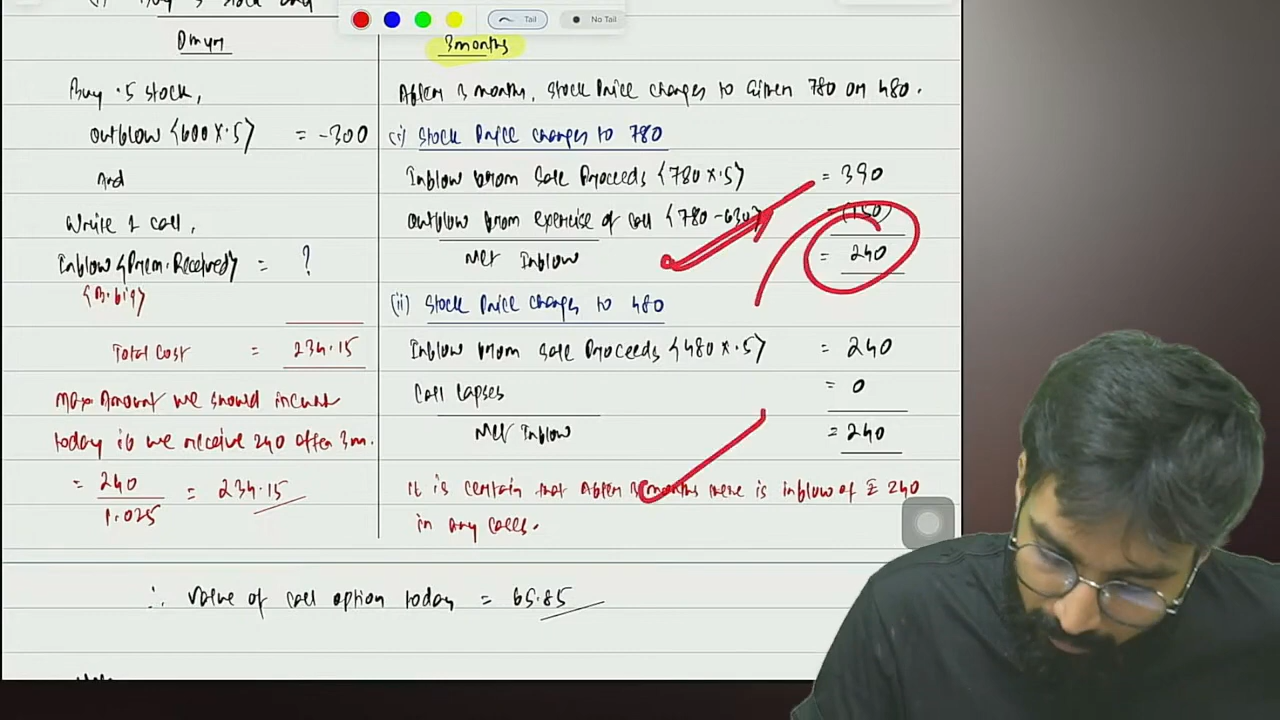 Tail
No Tail
3months
Buy .5 stock,
outflow {600 X .5} = -300
And
Write 1 call,
Inflow {Prem. Received} = ?
{B.fig}
Total Cost = 234.15
Max. Amount we should incur
today if we receive 240 after 3m.
= 240
1.025
= 234.15
After 3 months, Stock Price changes to either 780 or 480.
(i) Stock Price changes to 780
Inflow from Sale Proceeds {780 X .5} = 390
outflow from exercise of call {780-630} = (150)
Net Inflow = 240
(ii) Stock Price changes to 480
Inflow from Sale Proceeds {480 X .5} = 240
Call Lapses = 0
Net Inflow = 240
It is certain that After 3 months there is inflow of ₹ 240
in any case.
∴ Value of call option today = 65.85